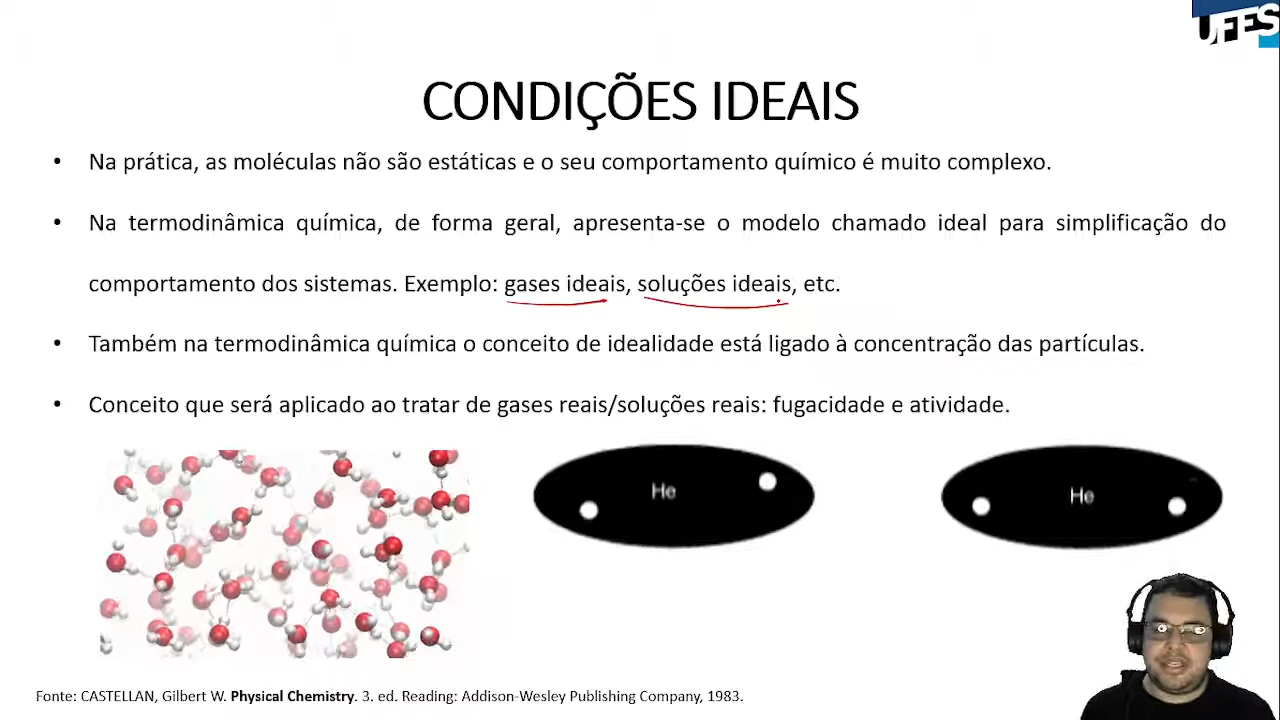 UFES
CONDIÇÕES IDEAIS
• Na prática, as moléculas não são estáticas e o seu comportamento químico é muito complexo.
• Na termodinâmica química, de forma geral, apresenta-se o modelo chamado ideal para simplificação do
comportamento dos sistemas. Exemplo: gases ideais, soluções ideais, etc.
• Também na termodinâmica química o conceito de idealidade está ligado à concentração das partículas.
• Conceito que será aplicado ao tratar de gases reais/soluções reais: fugacidade e atividade.
He
He
Fonte: CASTELLAN, Gilbert W. Physical Chemistry. 3. ed. Reading: Addison-Wesley Publishing Company, 1983.